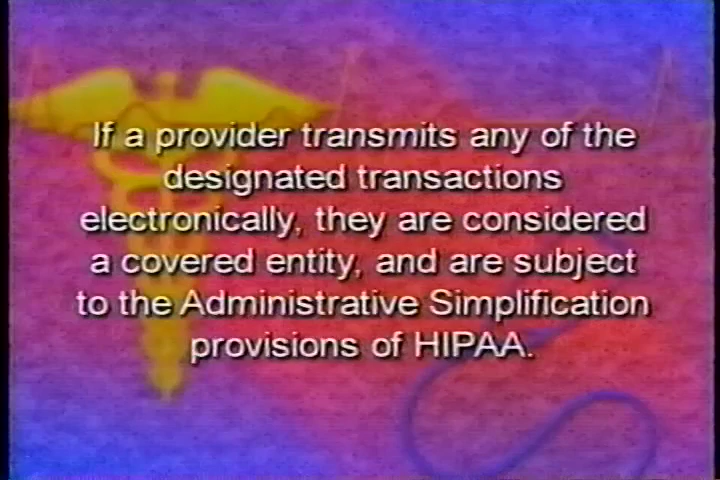 If a provider transmits any of the
designated transactions
electronically, they are considered
a covered entity, and are subject
to the Administrative Simplification
provisions of HIPAA.